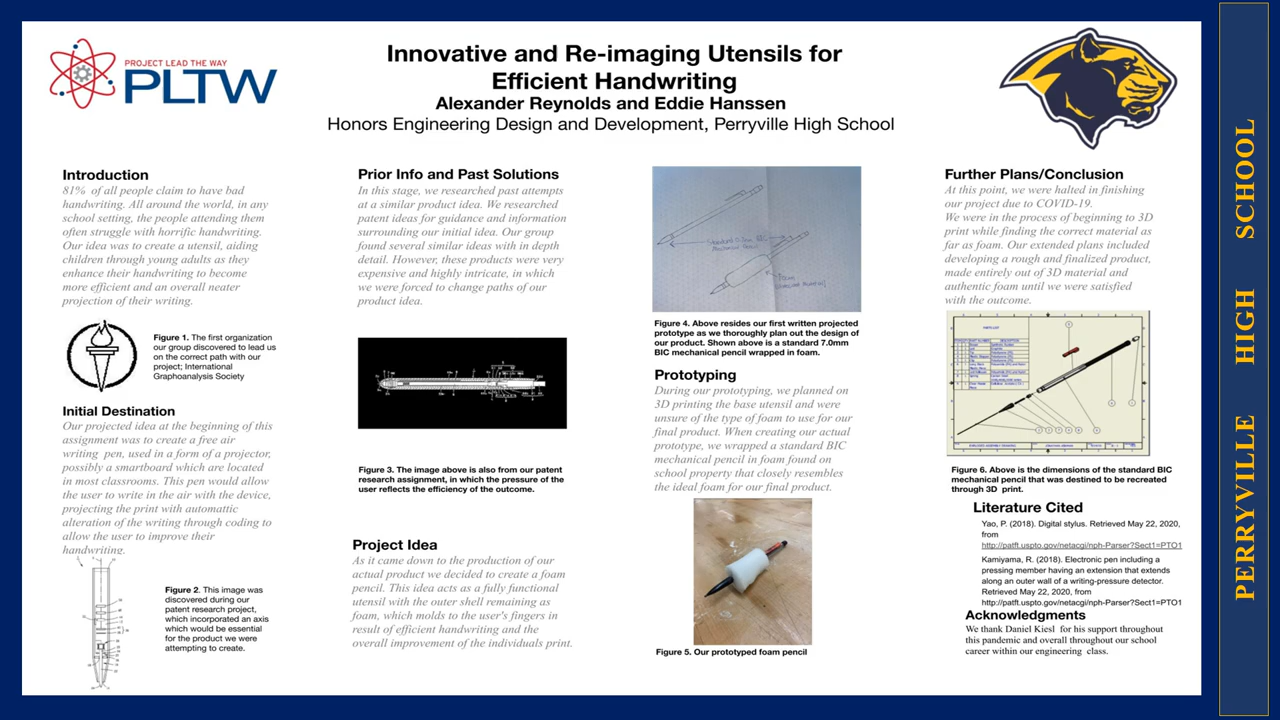 PROJECT LEAD THE WAY
PLTW
Innovative and Re-imaging Utensils for
Efficient Handwriting
Alexander Reynolds and Eddie Hanssen
Honors Engineering Design and Development, Perryville High School
Introduction
81% of all people claim to have bad
handwriting. All around the world, in any
school setting, the people attending them
often struggle with horrific handwriting.
Our idea was to create a utensil, aiding
children through young adults as they
enhance their handwriting to become
more efficient and an overall neater
projection of their writing.
Figure 1. The first organization
our group discovered to lead us
on the correct path with our
project; International
Graphoanalysis Society
Initial Destination
Our projected idea at the beginning of this
assignment was to create a free air
writing pen, used in a form of a projector,
possibly a smartboard which are located
in most classrooms. This pen would allow
the user to write in the air with the device,
projecting the print with automattic
alteration of the writing through coding to
allow the user to improve their
handwriting.
Figure 2. This image was
discovered during our
patent research project,
which incorporated an axis
which would be essential
for the product we were
attempting to create.
Prior Info and Past Solutions
In this stage, we researched past attempts
at a similar product idea. We researched
patent ideas for guidance and information
surrounding our initial idea. Our group
found several similar ideas with in depth
detail. However, these products were very
expensive and highly intricate, in which
we were forced to change paths of our
product idea.
Figure 3. The image above is also from our patent
research assignment, in which the pressure of the
user reflects the efficiency of the outcome.
Project Idea
As it came down to the production of our
actual product we decided to create a foam
pencil. This idea acts as a fully functional
utensil with the outer shell remaining as
foam, which molds to the user's fingers in
result of efficient handwriting and the
overall improvement of the individuals print.
Figure 4. Above resides our first written projected
prototype as we thoroughly plan out the design of
our product. Shown above is a standard 7.0mm
BIC mechanical pencil wrapped in foam.
Prototyping
During our prototyping, we planned on
3D printing the base utensil and were
unsure of the type of foam to use for our
final product. When creating our actual
prototype, we wrapped a standard BIC
mechanical pencil in foam found on
school property that closely resembles
the ideal foam for our final product.
Figure 5. Our prototyped foam pencil
Further Plans/Conclusion
At this point, we were halted in finishing
our project due to COVID-19.
We were in the process of beginning to 3D
print while finding the correct material as
far as foam. Our extended plans included
developing a rough and finalized product,
made entirely out of 3D material and
authentic foam until we were satisfied
with the outcome.
PARTS LIST
Figure 6. Above is the dimensions of the standard BIC
mechanical pencil that was destined to be recreated
through 3D print.
Literature Cited
Yao, P. (2018). Digital stylus. Retrieved May 22, 2020,
from
http://patft.uspto.gov/netacgi/nph-Parser?Sect1=PTO1
Kamiyama, R. (2018). Electronic pen including a
pressing member having an extension that extends
along an outer wall of a writing-pressure detector.
Retrieved May 22, 2020, from
http://patft.uspto.gov/netacgi/nph-Parser?Sect1=PTO1
Acknowledgments
We thank Daniel Kiesl for his support throughout
this pandemic and overall throughout our school
career within our engineering class.
PERRYVILLE HIGH SCHOOL